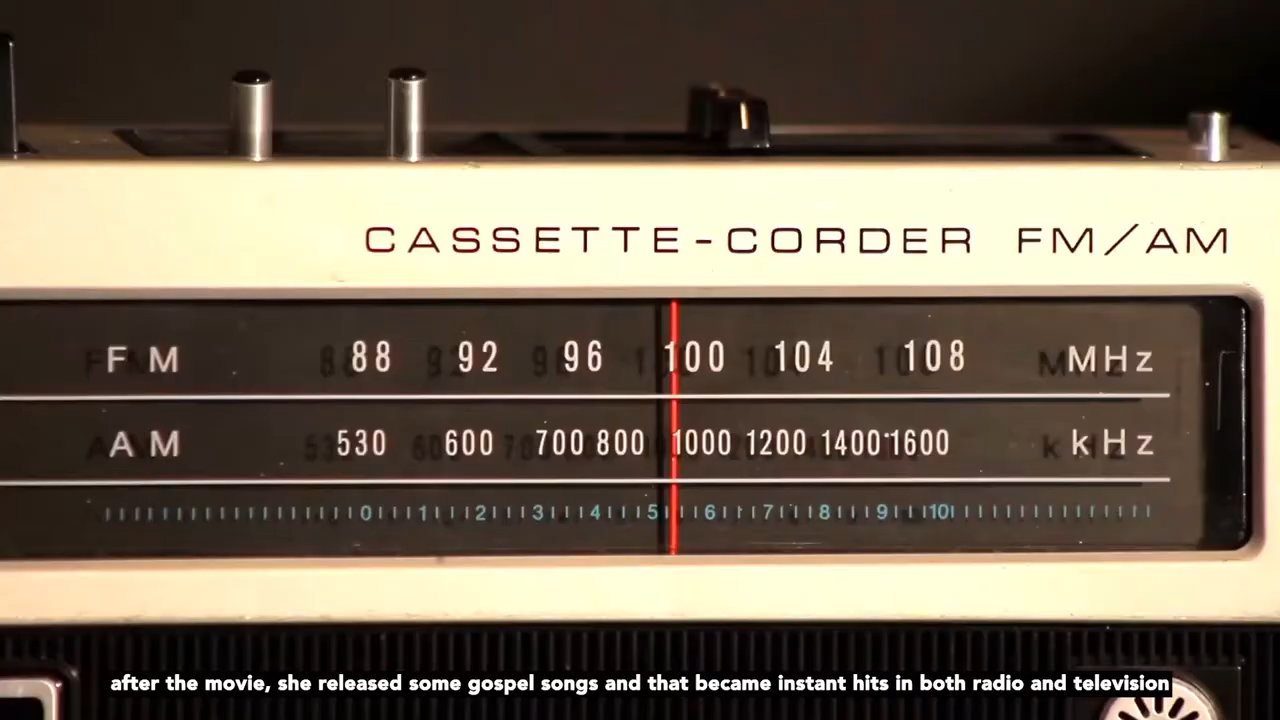 CASSETTE-CORDER FM/AM
FM 88 92 96 100 104 108 MHz
AM 530 600 700 800 1000 1200 1400 1600 kHz
0 1 2 3 4 5 6 7 8 9 10
after the movie, she released some gospel songs and that became instant hits in both radio and television